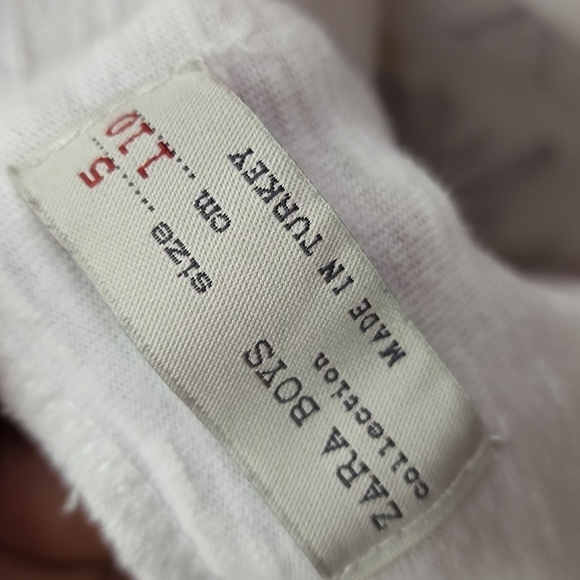 ZARA BOYS
collection
MADE IN TURKEY
size ..... 5
cm ..... 110